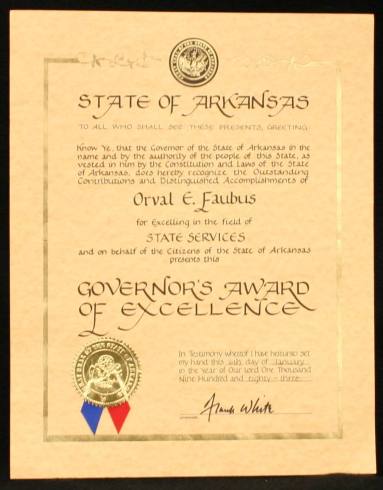 STATE OF ARKANSAS
TO ALL WHO SHALL SEE THESE PRESENTS, GREETING:
Know Ye, that the Governor of the State of Arkansas in the
name and by the authority of the people of this State, as
vested in him by the Constitution and Laws of the State
of Arkansas, does hereby recognize the Outstanding
Contributions and Distinguished Accomplishments of
Orval E. Faubus
for Excelling in the field of
STATE SERVICES
and on behalf of the Citizens of the State of Arkansas
presents this
GOVERNOR'S AWARD
OF EXCELLENCE
In Testimony whereof I have hereunto set
my hand this day of January
in the Year of Our Lord One Thousand
Nine Hundred and eighty-three
Frank White